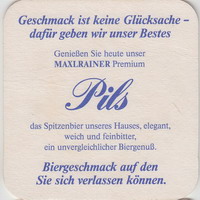 Geschmack ist keine Glücksache –
dafür geben wir unser Bestes
Genießen Sie heute unser
MAXLRAINER Premium
Pils
das Spitzenbier unseres Hauses, elegant,
weich und feinbitter,
ein unvergleichlicher Biergenuß.
Biergeschmack auf den
Sie sich verlassen können.